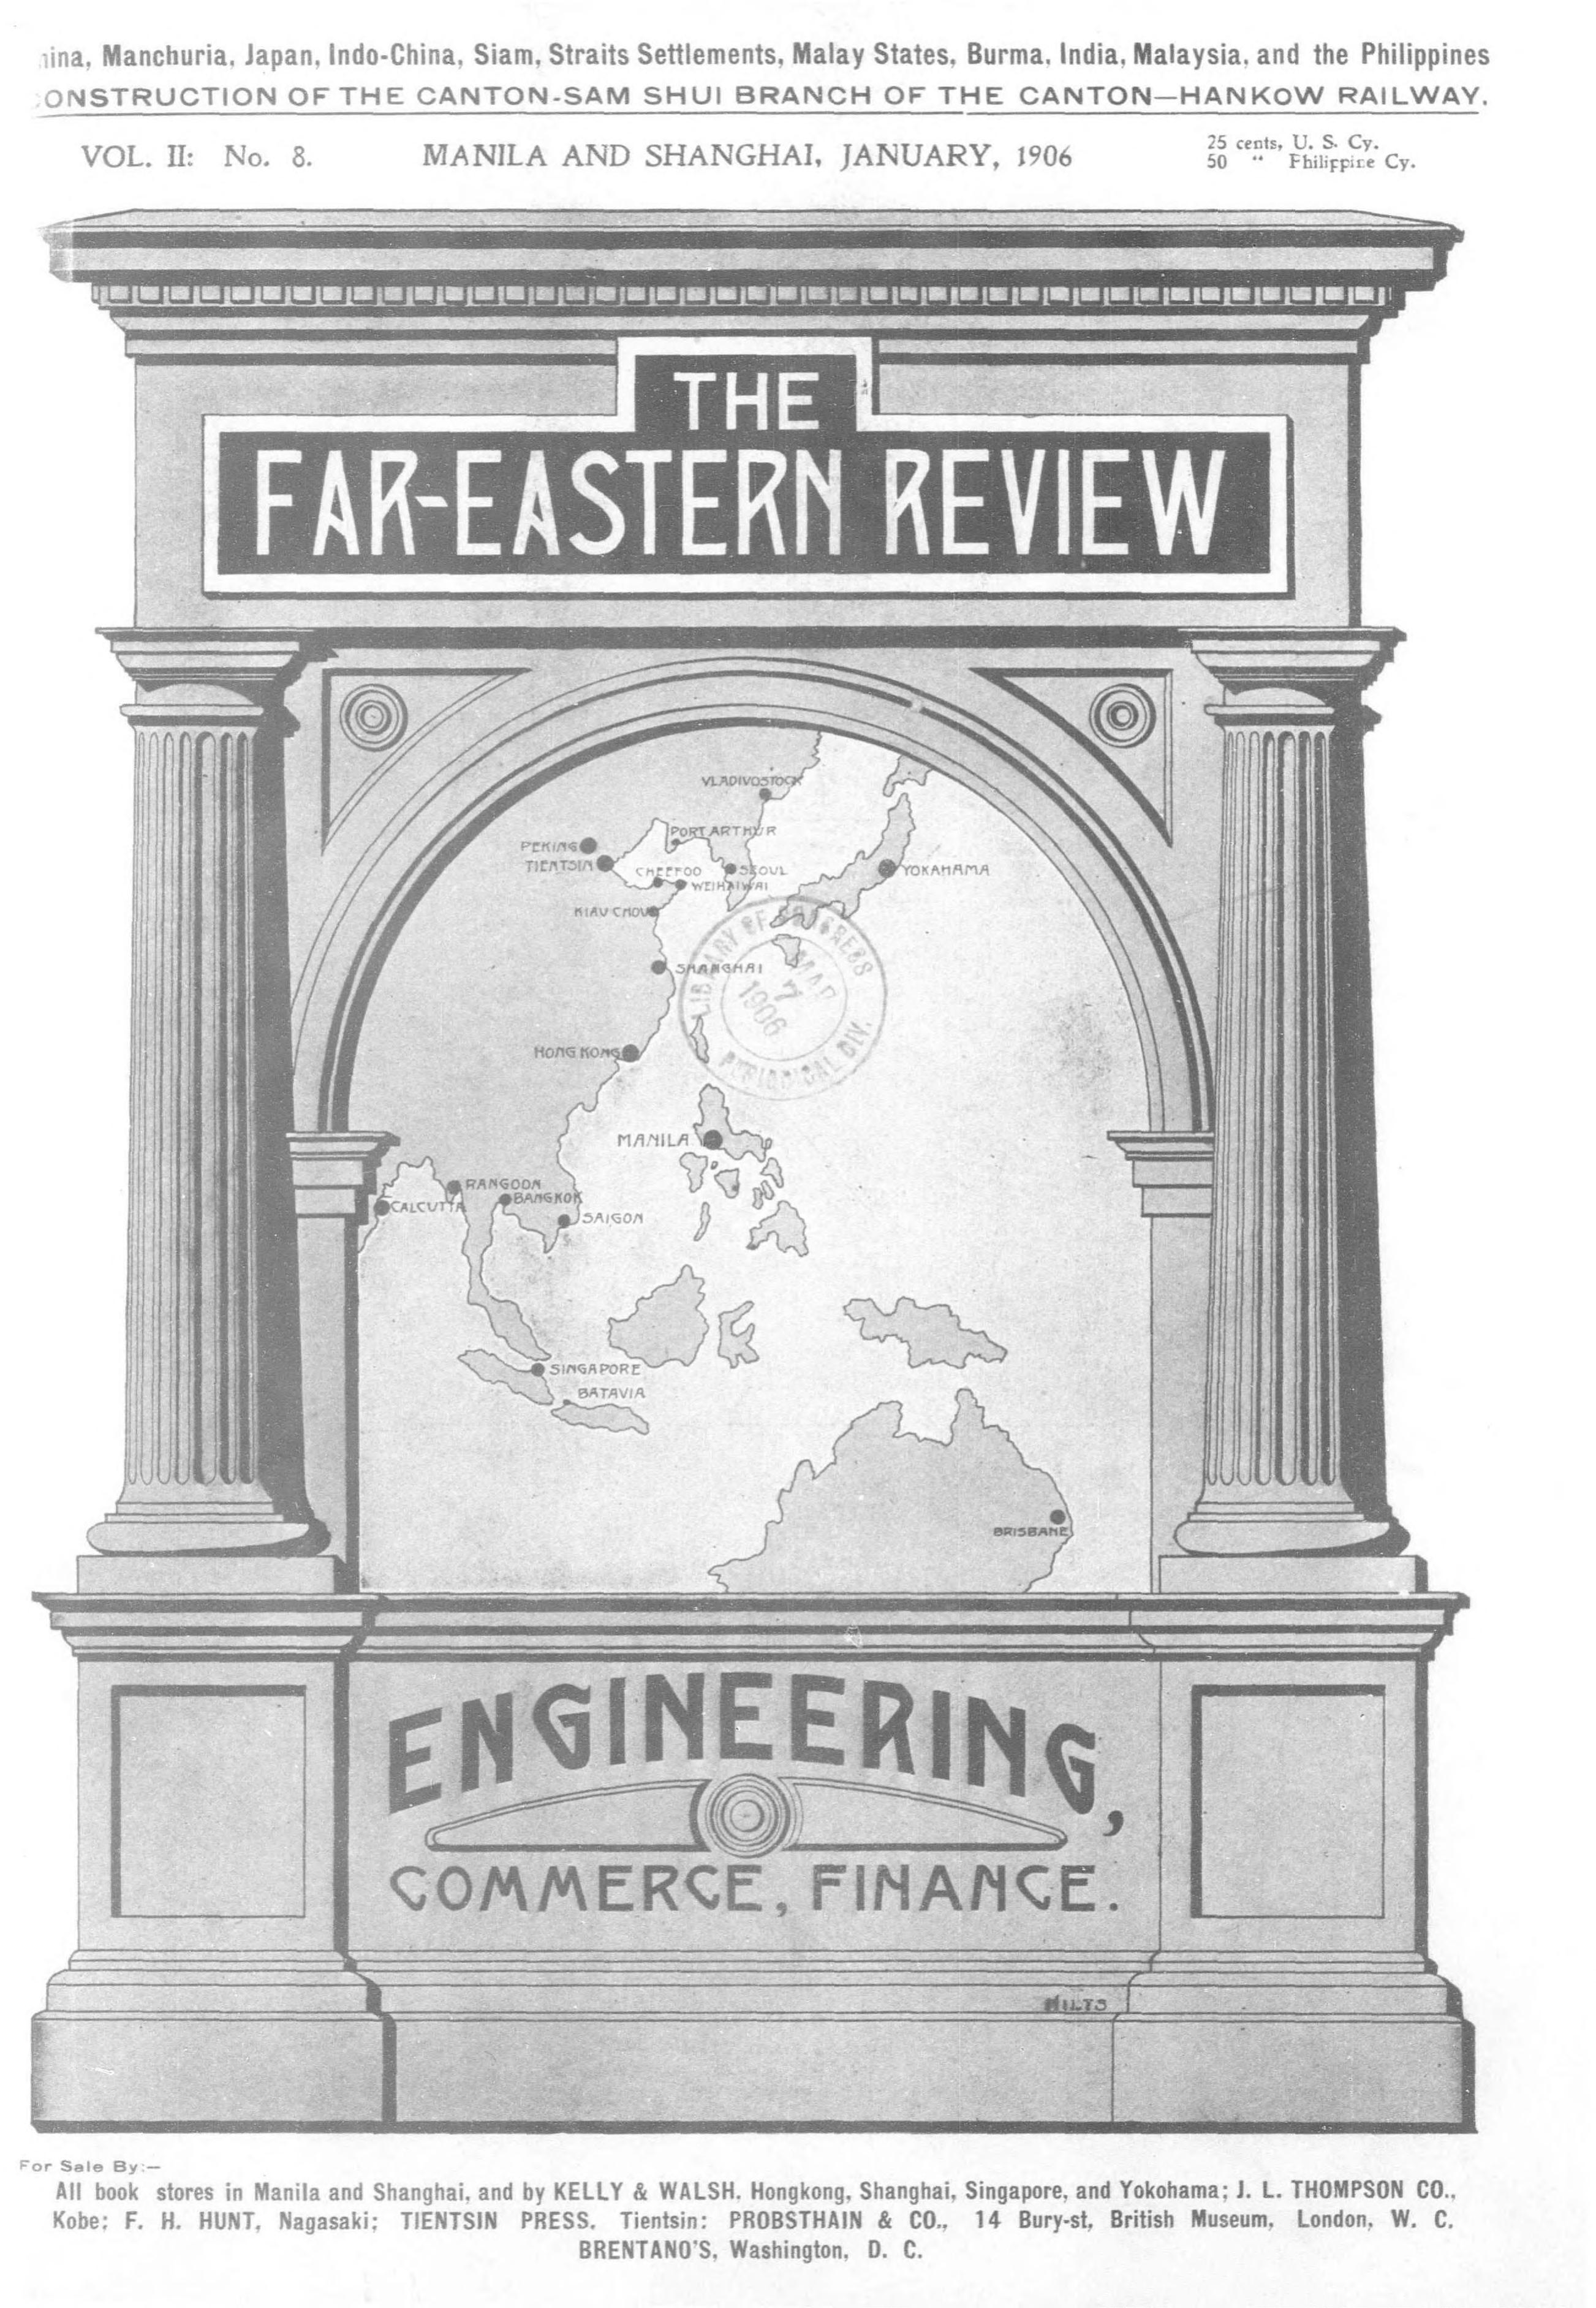 hina, Manchuria, Japan, Indo-China, Siam, Straits Settlements, Malay States, Burma, India, Malaysia, and the Philippines
CONSTRUCTION OF THE CANTON-SAM SHUI BRANCH OF THE CANTON—HANKOW RAILWAY.
VOL. II: No. 8. MANILA AND SHANGHAI, JANUARY, 1906
25 cents, U. S. Cy.
50 " Philippine Cy.
THE
FAR-EASTERN REVIEW
VLADIVOSTOCK
PORT ARTHUR
PEKING
TIENTSIN
CHEEFOO
SEOUL
YOKAHAMA
WEIHAIWAI
KIAU CHOU
SHANGHAI
LIBRARY OF CONGRESS
MAR
7
1906
PERIODICAL DIV.
HONG KONG
MANILA
RANGOON
BANGKOK
CALCUTTA
SAIGON
SINGAPORE
BATAVIA
BRISBANE
ENGINEERING,
COMMERCE, FINANCE.
For Sale By:—
All book stores in Manila and Shanghai, and by KELLY & WALSH. Hongkong, Shanghai, Singapore, and Yokohama; J. L. THOMPSON CO.,
Kobe; F. H. HUNT, Nagasaki; TIENTSIN PRESS. Tientsin: PROBSTHAIN & CO., 14 Bury-st, British Museum, London, W. C.
BRENTANO'S, Washington, D. C.